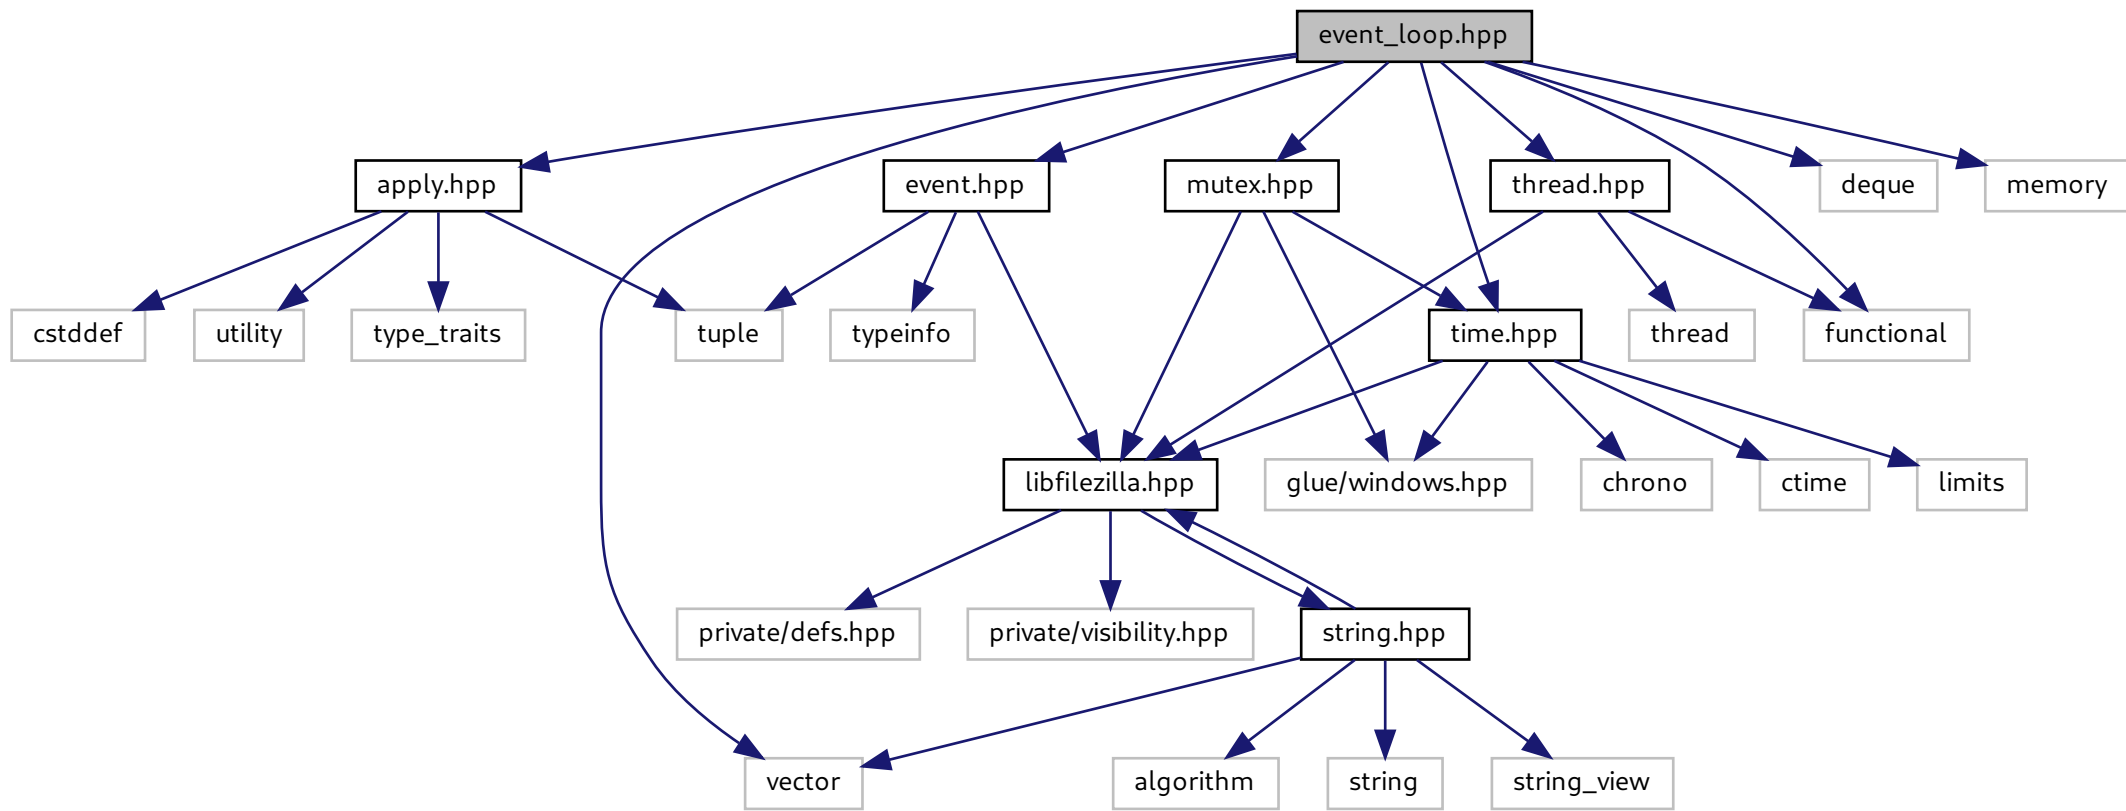 event_loop.hpp
apply.hpp
event.hpp
mutex.hpp
thread.hpp
deque
memory
cstddef
utility
type_traits
tuple
typeinfo
time.hpp
thread
functional
libfilezilla.hpp
glue/windows.hpp
chrono
ctime
limits
private/defs.hpp
private/visibility.hpp
string.hpp
vector
algorithm
string
string_view